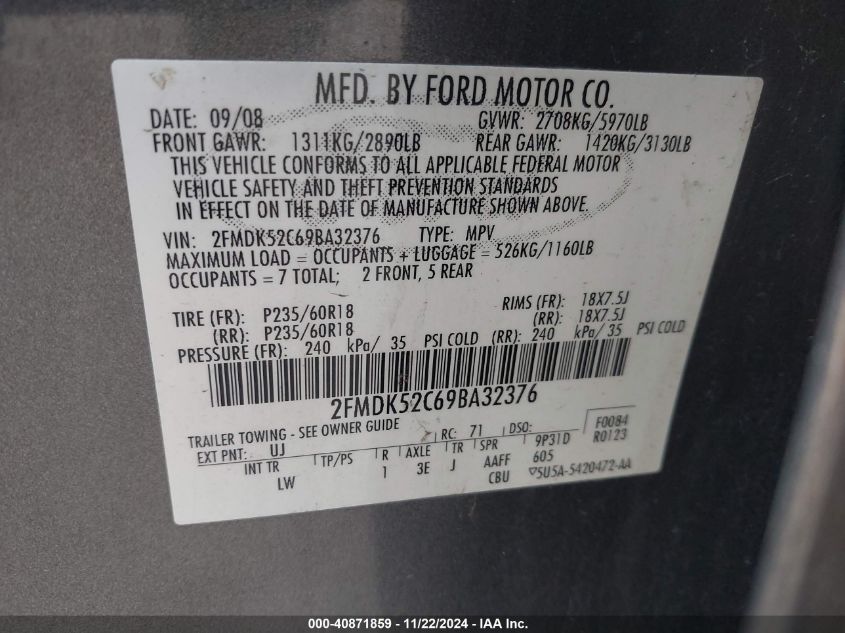 MFD. BY FORD MOTOR CO.
DATE: 09/08 GVWR: 2708KG/5970LB
FRONT GAWR: 1311KG/2890LB REAR GAWR: 1420KG/3130LB
THIS VEHICLE CONFORMS TO ALL APPLICABLE FEDERAL MOTOR
VEHICLE SAFETY AND THEFT PREVENTION STANDARDS
IN EFFECT ON THE DATE OF MANUFACTURE SHOWN ABOVE.
VIN: 2FMDK52C69BA32376 TYPE: MPV
MAXIMUM LOAD = OCCUPANTS + LUGGAGE = 526KG/1160LB
OCCUPANTS = 7 TOTAL; 2 FRONT, 5 REAR
TIRE (FR): P235/60R18 RIMS (FR): 18X7.5J
(RR): P235/60R18 (RR): 18X7.5J
PRESSURE (FR): 240 kPa/ 35 PSI COLD (RR): 240 kPa/ 35 PSI COLD
2FMDK52C69BA32376
TRAILER TOWING - SEE OWNER GUIDE F0084
EXT PNT: UJ RC: 71 DSO: 9P31D R0123
INT TR TP/PS R AXLE TR SPR 605
LW 1 3E J AAFF
CBU 5U5A-5420472-AA
000-40871859 - 11/22/2024 - IAA Inc.